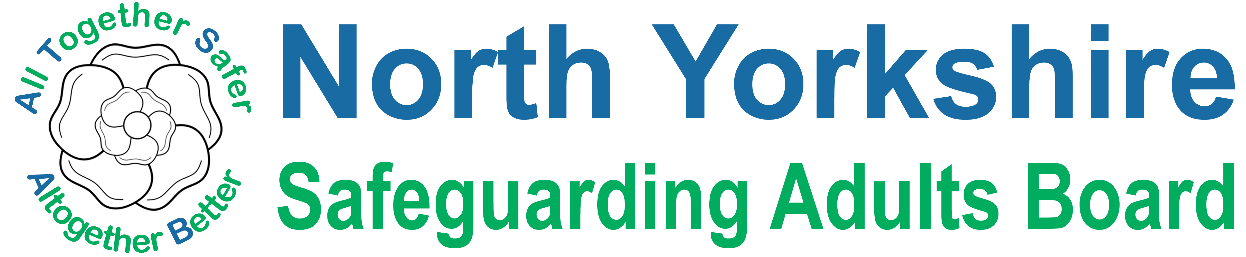 All Together Safer
Altogether Better
North Yorkshire
Safeguarding Adults Board